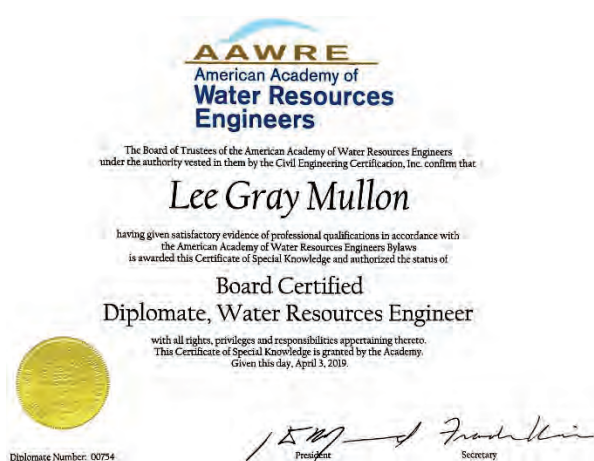 AAWRE
American Academy of
Water Resources
Engineers
The Board of Trustees of the American Academy of Water Resources Engineers
under the authority vested in them by the Civil Engineering Certification, Inc. confirm that
Lee Gray Mullon
having given satisfactory evidence of professional qualifications in accordance with
the American Academy of Water Resources Engineers Bylaws
is awarded this Certificate of Special Knowledge and authorized the status of
Board Certified
Diplomate, Water Resources Engineer
with all rights, privileges and responsibilities appertaining thereto.
This Certificate of Special Knowledge is granted by the Academy.
Given this day, April 3, 2019.
Diplomate Number: 00754
President
Secretary